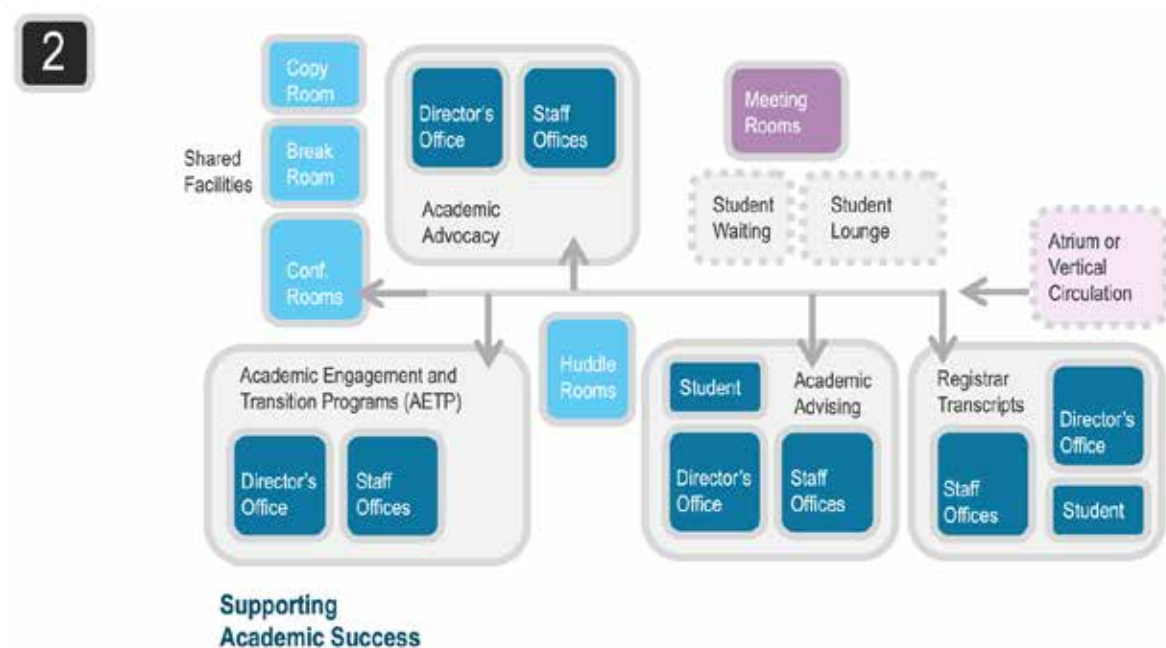 2
Copy
Room
Break
Room
Conf.
Rooms
Shared
Facilities
Director's
Office
Staff
Offices
Academic
Advocacy
Meeting
Rooms
Student
Waiting
Student
Lounge
Atrium or
Vertical
Circulation
Academic Engagement and
Transition Programs (AETP)
Director's
Office
Staff
Offices
Huddle
Rooms
Student
Academic
Advising
Director's
Office
Staff
Offices
Registrar
Transcripts
Director's
Office
Staff
Offices
Student
Supporting
Academic Success